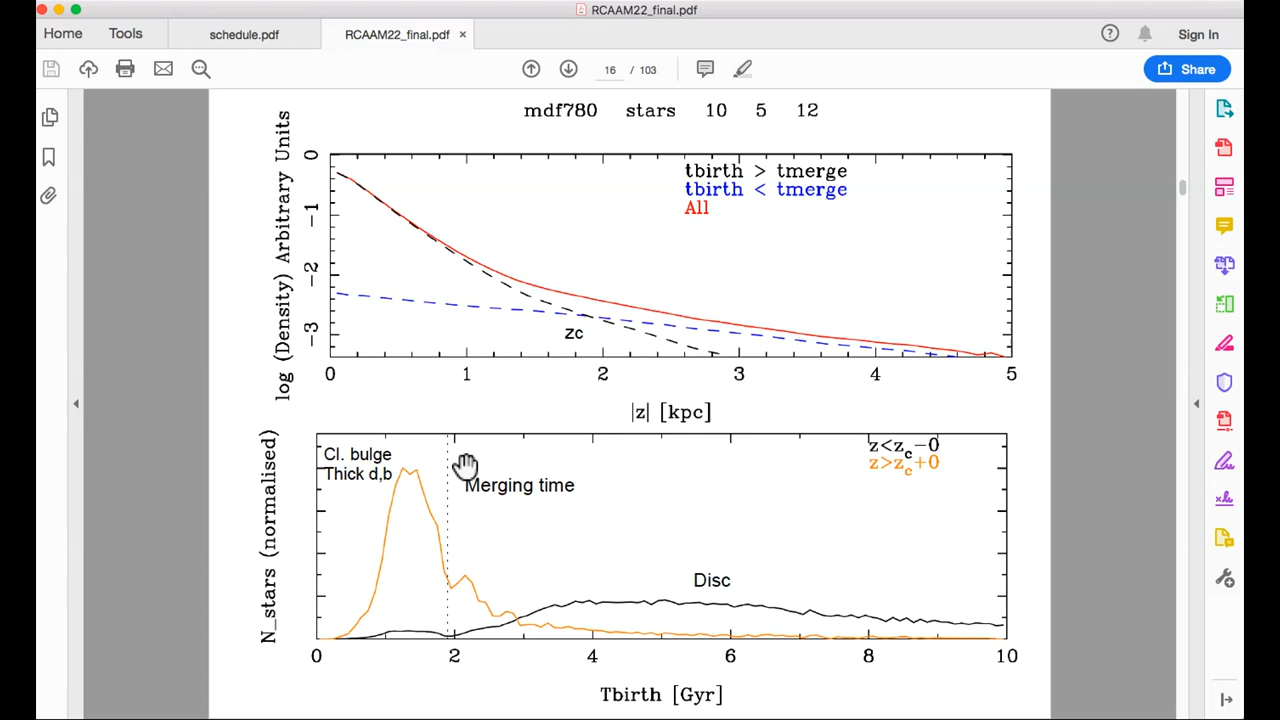 RCAAM22_final.pdf
Home Tools schedule.pdf RCAAM22_final.pdf × ? Sign In
16 / 103 Share
mdf780 stars 10 5 12
log (Density) Arbitrary Units
0
-1
-2
-3
tbirth > tmerge
tbirth < tmerge
All
zc
0 1 2 3 4 5
|z| [kpc]
N_stars (normalised)
Cl. bulge
Thick d,b
Merging time
z<zc-0
z>zc+0
Disc
0 2 4 6 8 10
Tbirth [Gyr]